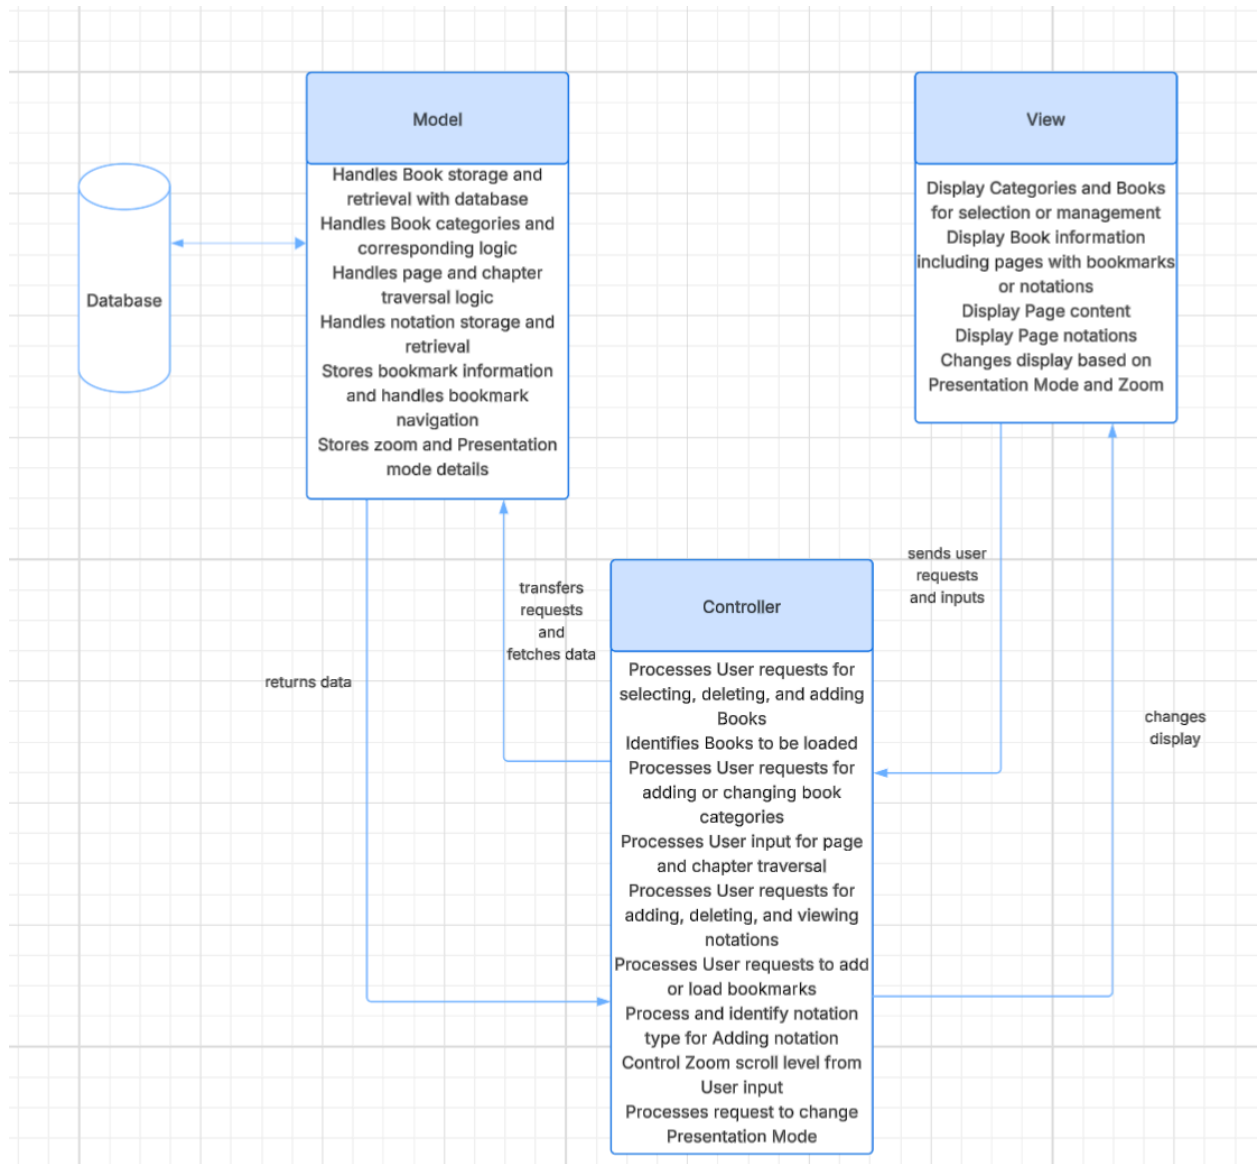 Model
Handles Book storage and
retrieval with database
Handles Book categories and
corresponding logic
Handles page and chapter
traversal logic
Handles notation storage and
retrieval
Stores bookmark information
and handles bookmark
navigation
Stores zoom and Presentation
mode details
View
Display Categories and Books
for selection or management
Display Book information
including pages with bookmarks
or notations
Display Page content
Display Page notations
Changes display based on
Presentation Mode and Zoom
Database
sends user
requests
and inputs
transfers
requests
and
fetches data
returns data
Controller
Processes User requests for
selecting, deleting, and adding
Books
Identifies Books to be loaded
Processes User requests for
adding or changing book
categories
Processes User input for page
and chapter traversal
Processes User requests for
adding, deleting, and viewing
notations
Processes User requests to add
or load bookmarks
Process and identify notation
type for Adding notation
Control Zoom scroll level from
User input
Processes request to change
Presentation Mode
changes
display